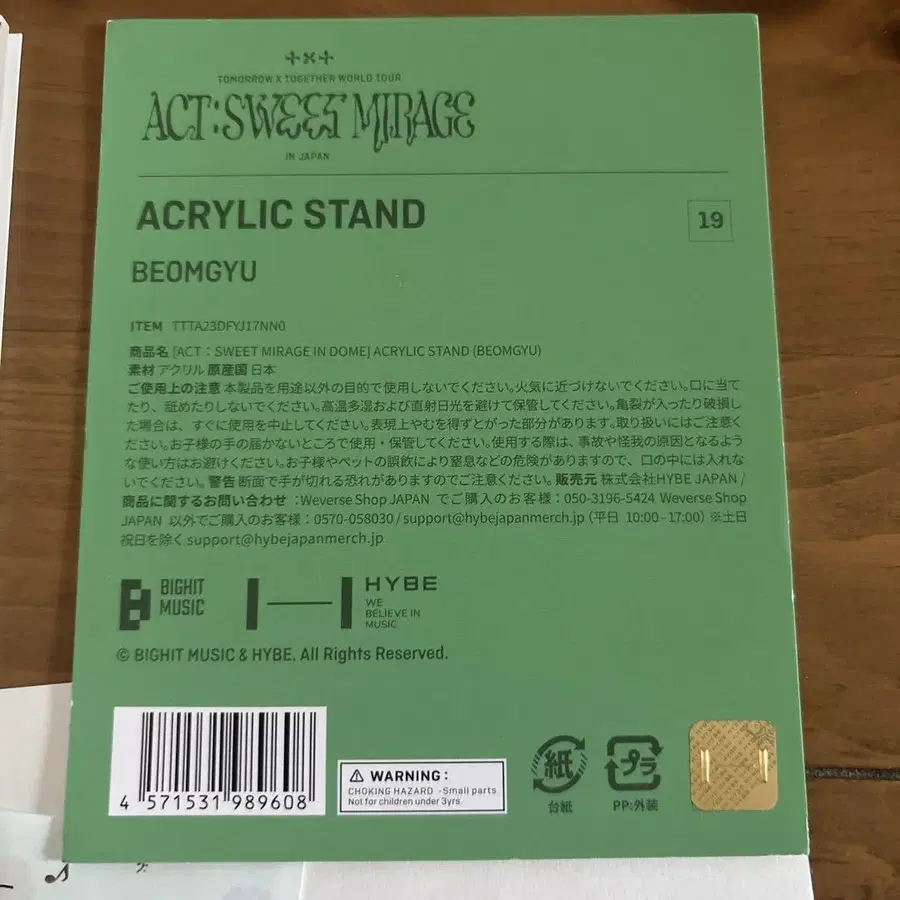 TOMORROW X TOGETHER WORLD TOUR
ACT:SWEET MIRAGE
IN JAPAN
ACRYLIC STAND
19
BEOMGYU
ITEM TTTA23DFYJ17NN0
商品名 [ACT : SWEET MIRAGE IN DOME] ACRYLIC STAND (BEOMGYU)
素材 アクリル 原産国 日本
ご使用上の注意 本製品を用途以外の目的で使用しないでください。火気に近づけないでください。口に当て
たり、舐めたりしないでください。高温多湿および直射日光を避けて保管してください。亀裂が入ったり破損し
た場合は、すぐに使用を中止してください。表現上やむを得ずとがった部分があります。取り扱いにはご注意く
ださい。お子様の手の届かないところで使用・保管してください。使用する際は、事故や怪我の原因となるよう
な使い方はお避けください。お子様やペットの誤飲により窒息などの危険がありますので、口の中には入れな
いでください。警告 断面で手が切れる恐れがありますのでご注意ください。販売元 株式会社HYBE JAPAN /
商品に関するお問い合わせ :Weverse Shop JAPAN でご購入のお客様 : 050-3196-5424 Weverse Shop
JAPAN 以外でご購入のお客様 : 0570-058030 / support@hybejapanmerch.jp (平日 10:00-17:00) ※土日
祝日を除く support@hybejapanmerch.jp
BIGHIT
MUSIC
HYBE
WE
BELIEVE IN
MUSIC
© BIGHIT MUSIC & HYBE. All Rights Reserved.
4 571531 989608
⚠ WARNING :
CHOKING HAZARD -Small parts
Not for children under 3yrs.
紙
台紙
プラ
PP:外装